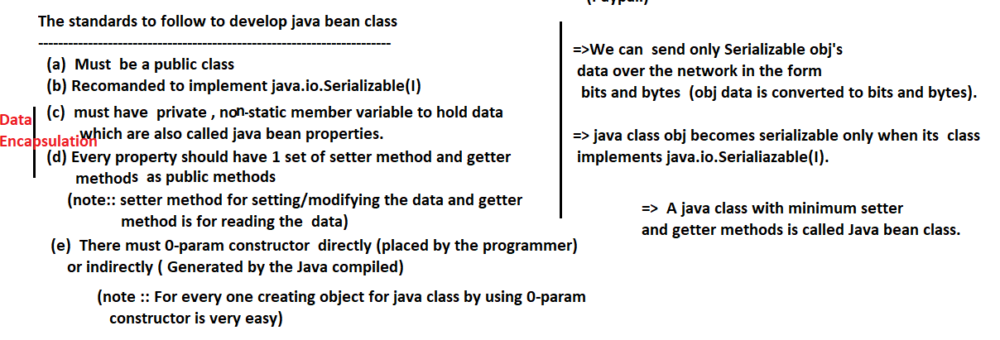 The standards to follow to develop java bean class
-----------------------------------------------------------------------
(a) Must be a public class
(b) Recomanded to implement java.io.Serializable(I)
(c) must have private , non-static member variable to hold data
which are also called java bean properties.
Data
Encapsulation
(d) Every property should have 1 set of setter method and getter
methods as public methods
(note:: setter method for setting/modifying the data and getter
method is for reading the data)
(e) There must 0-param constructor directly (placed by the programmer)
or indirectly ( Generated by the Java compiled)
(note :: For every one creating object for java class by using 0-param
constructor is very easy)
=>We can send only Serializable obj's
data over the network in the form
bits and bytes (obj data is converted to bits and bytes).
=> java class obj becomes serializable only when its class
implements java.io.Serialiazable(I).
=> A java class with minimum setter
and getter methods is called Java bean class.